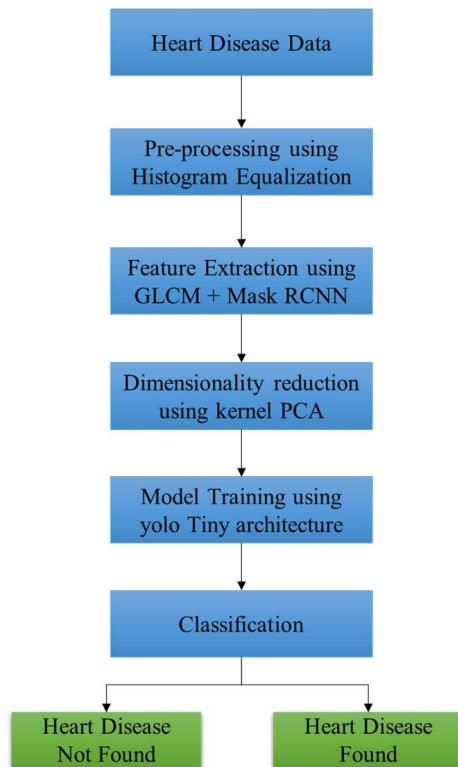 Heart Disease Data
Pre-processing using
Histogram Equalization
Feature Extraction using
GLCM + Mask RCNN
Dimensionality reduction
using kernel PCA
Model Training using
yolo Tiny architecture
Classification
Heart Disease
Not Found
Heart Disease
Found